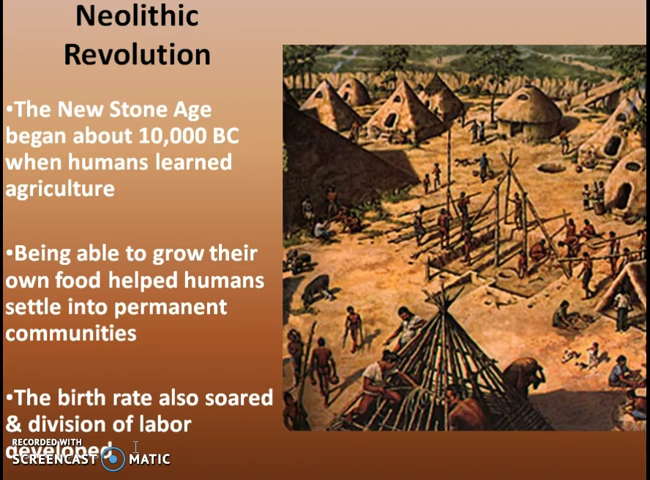 Neolithic
Revolution
•The New Stone Age
began about 10,000 BC
when humans learned
agriculture
•Being able to grow their
own food helped humans
settle into permanent
communities
•The birth rate also soared
& division of labor
developed
RECORDED WITH
SCREENCAST MATIC